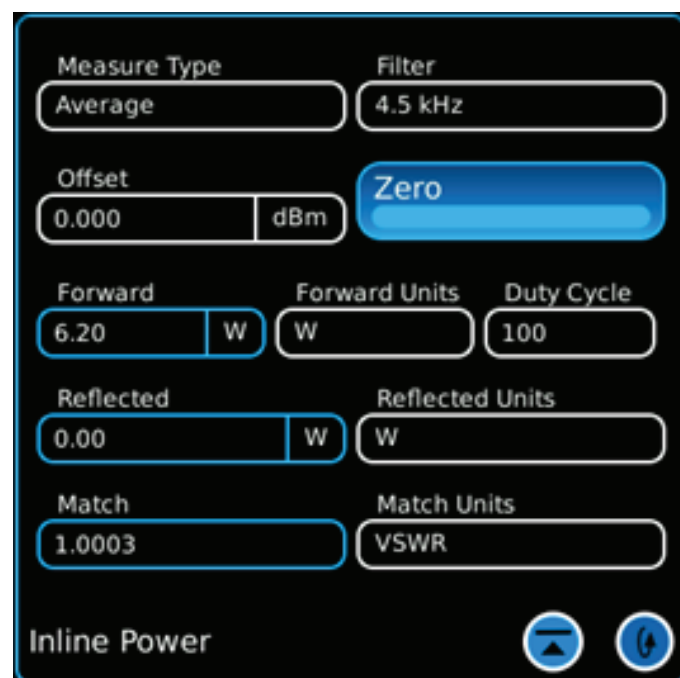 Measure Type Filter
Average 4.5 kHz
Offset Zero
0.000 dBm
Forward Forward Units Duty Cycle
6.20 W W 100
Reflected Reflected Units
0.00 W W
Match Match Units
1.0003 VSWR
Inline Power